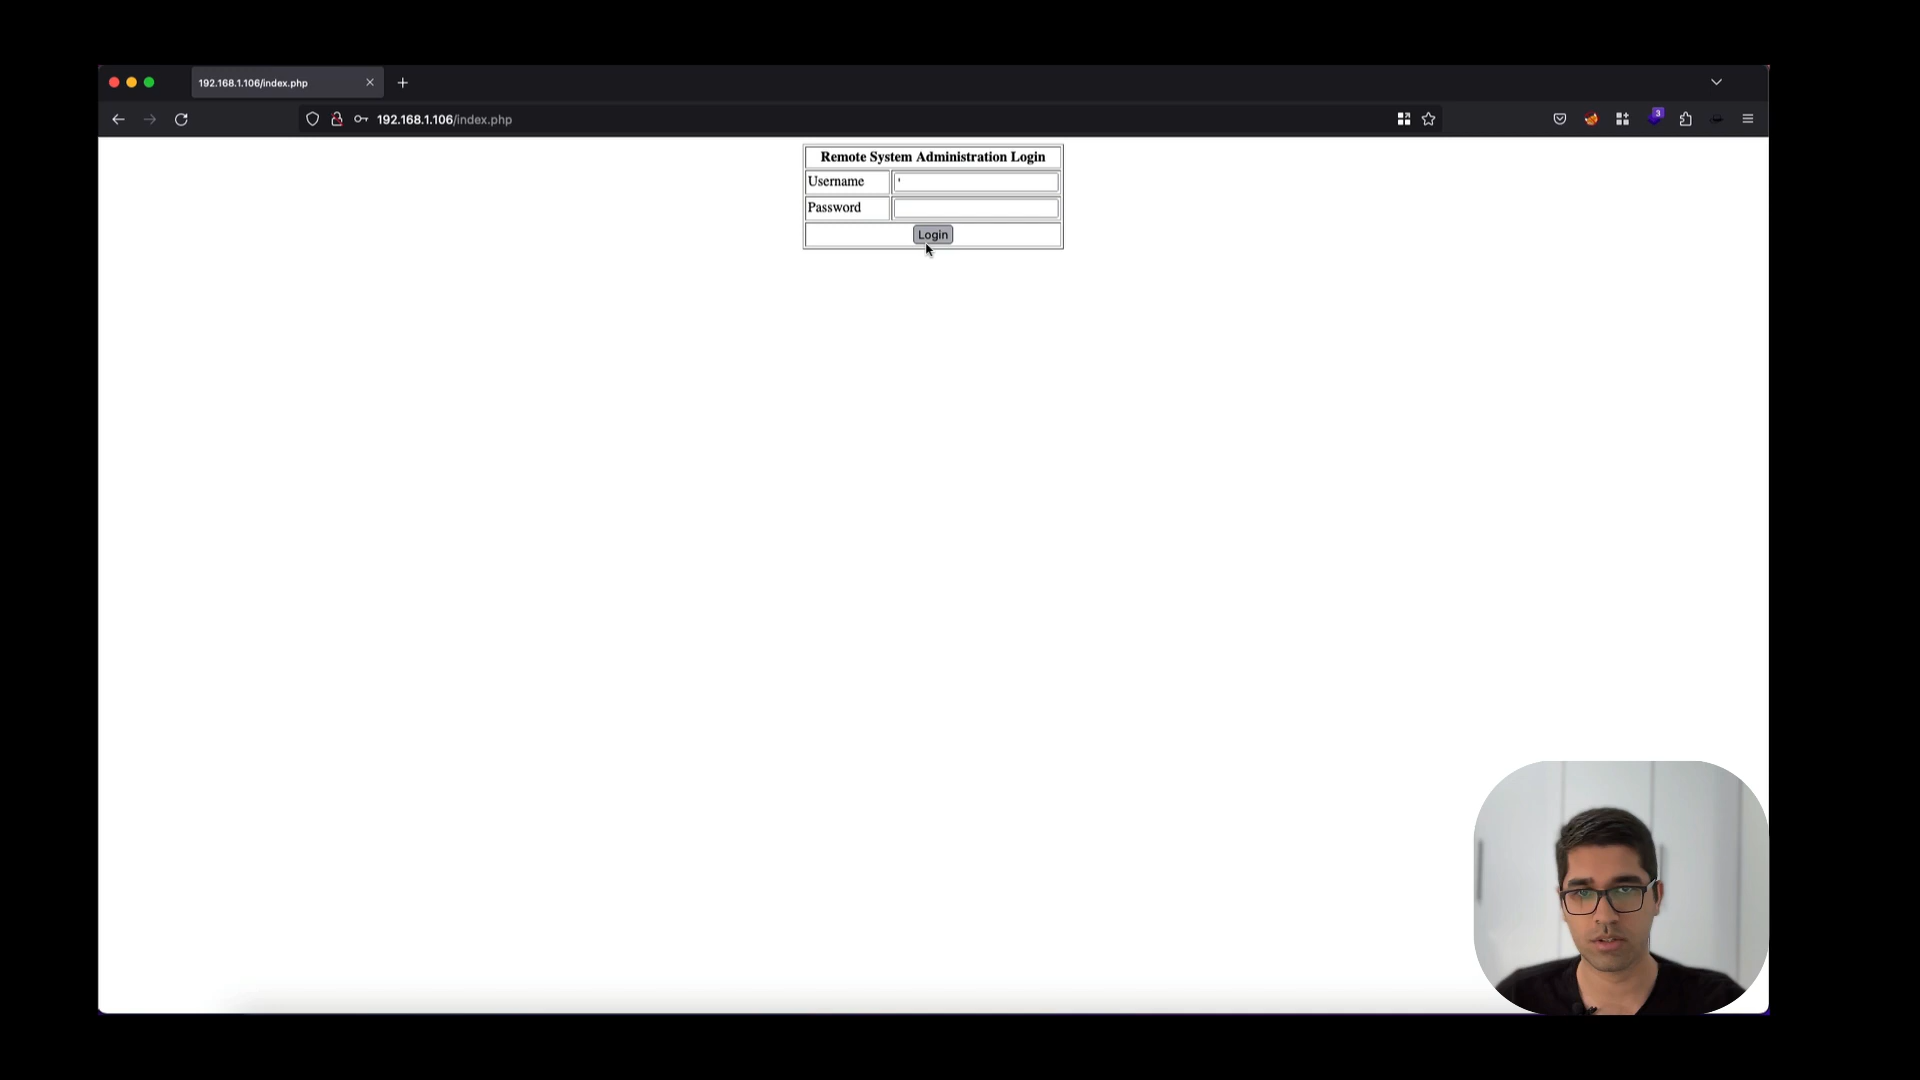 192.168.1.106/index.php
192.168.1.106/index.php
3
Remote System Administration Login
Username '
Password
Login